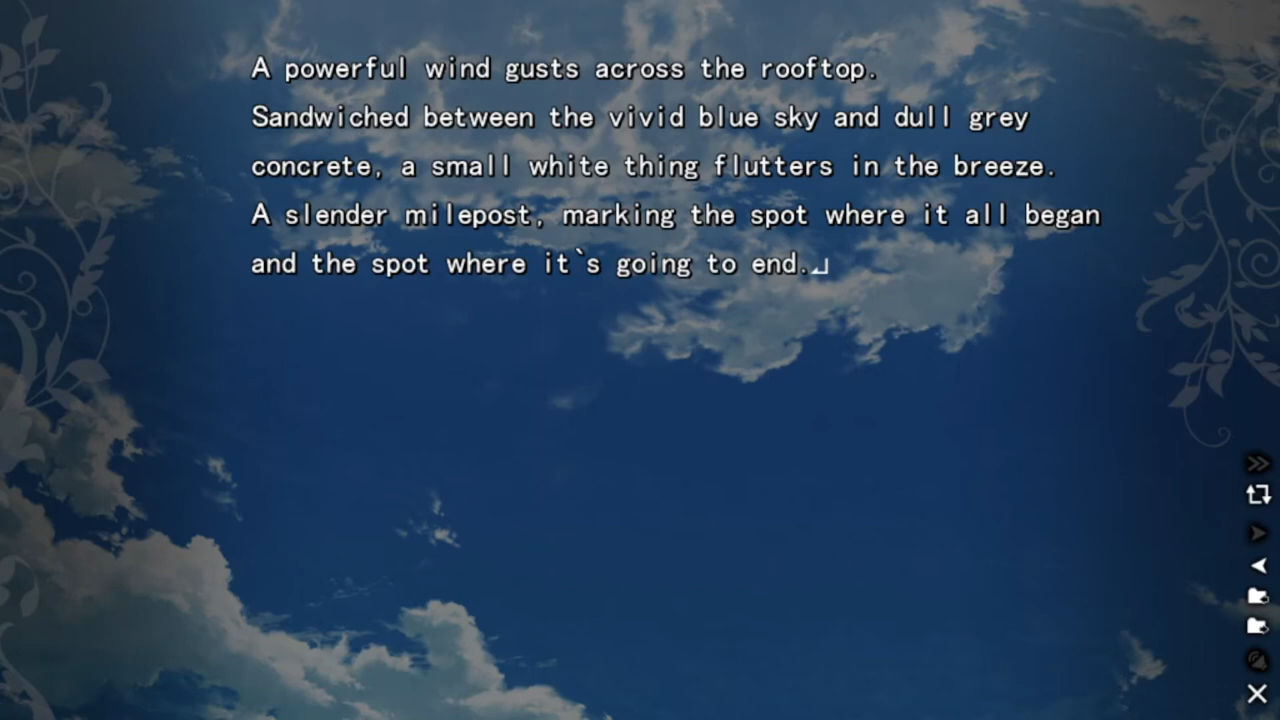 A powerful wind gusts across the rooftop.
Sandwiched between the vivid blue sky and dull grey
concrete, a small white thing flutters in the breeze.
A slender milepost, marking the spot where it all began
and the spot where it`s going to end.